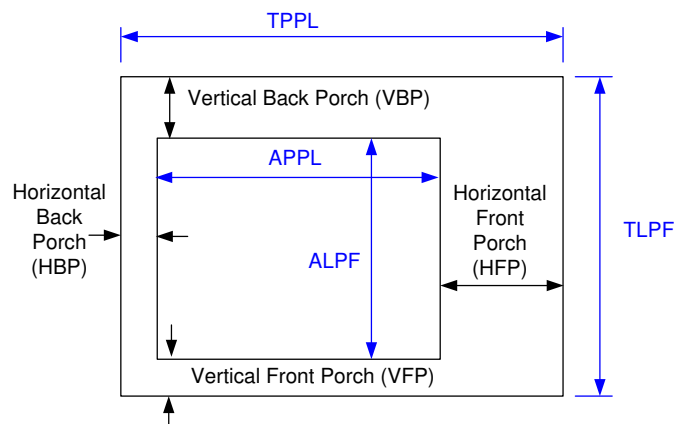 TPPL
Vertical Back Porch (VBP)
APPL
Horizontal
Back
Porch
(HBP)
Horizontal
Front
Porch
(HFP)
ALPF
TLPF
Vertical Front Porch (VFP)